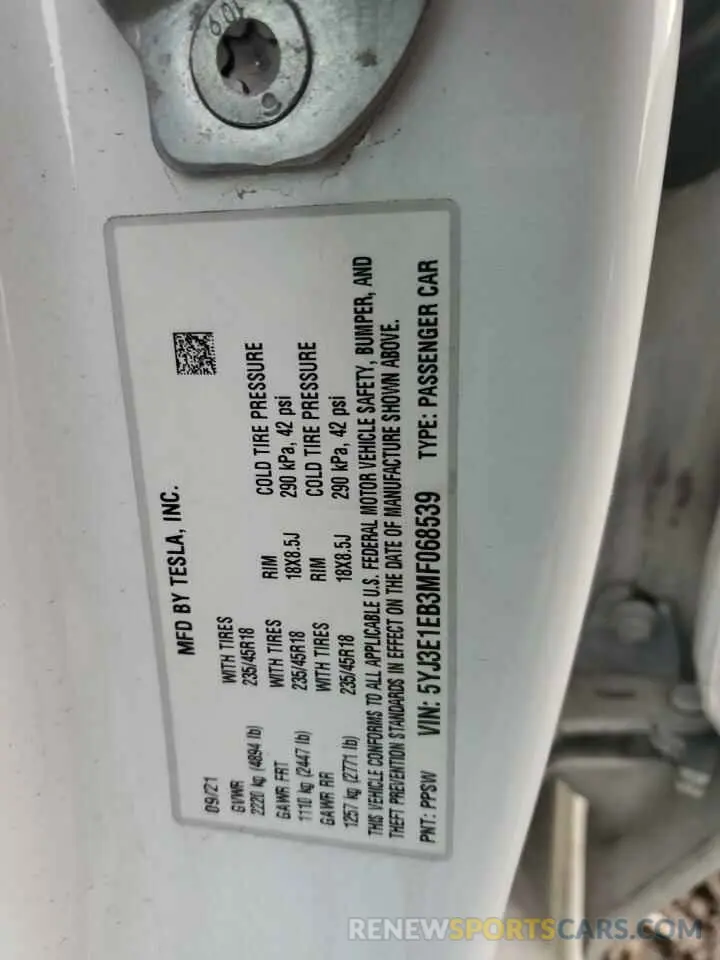 10.9
MFD BY TESLA, INC.
09/21
GVWR
2220 kg (4894 lb)
GAWR FRT WITH TIRES RIM COLD TIRE PRESSURE
1110 kg (2447 lb) 235/45R18 18X8.5J 290 kPa, 42 psi
GAWR RR WITH TIRES RIM COLD TIRE PRESSURE
1257 kg (2771 lb) 235/45R18 18X8.5J 290 kPa, 42 psi
THIS VEHICLE CONFORMS TO ALL APPLICABLE U.S. FEDERAL MOTOR VEHICLE SAFETY, BUMPER, AND
THEFT PREVENTION STANDARDS IN EFFECT ON THE DATE OF MANUFACTURE SHOWN ABOVE.
PNT: PPSW VIN: 5YJ3E1EB3MF068539 TYPE: PASSENGER CAR
RENEWSPORTSCARS.COM